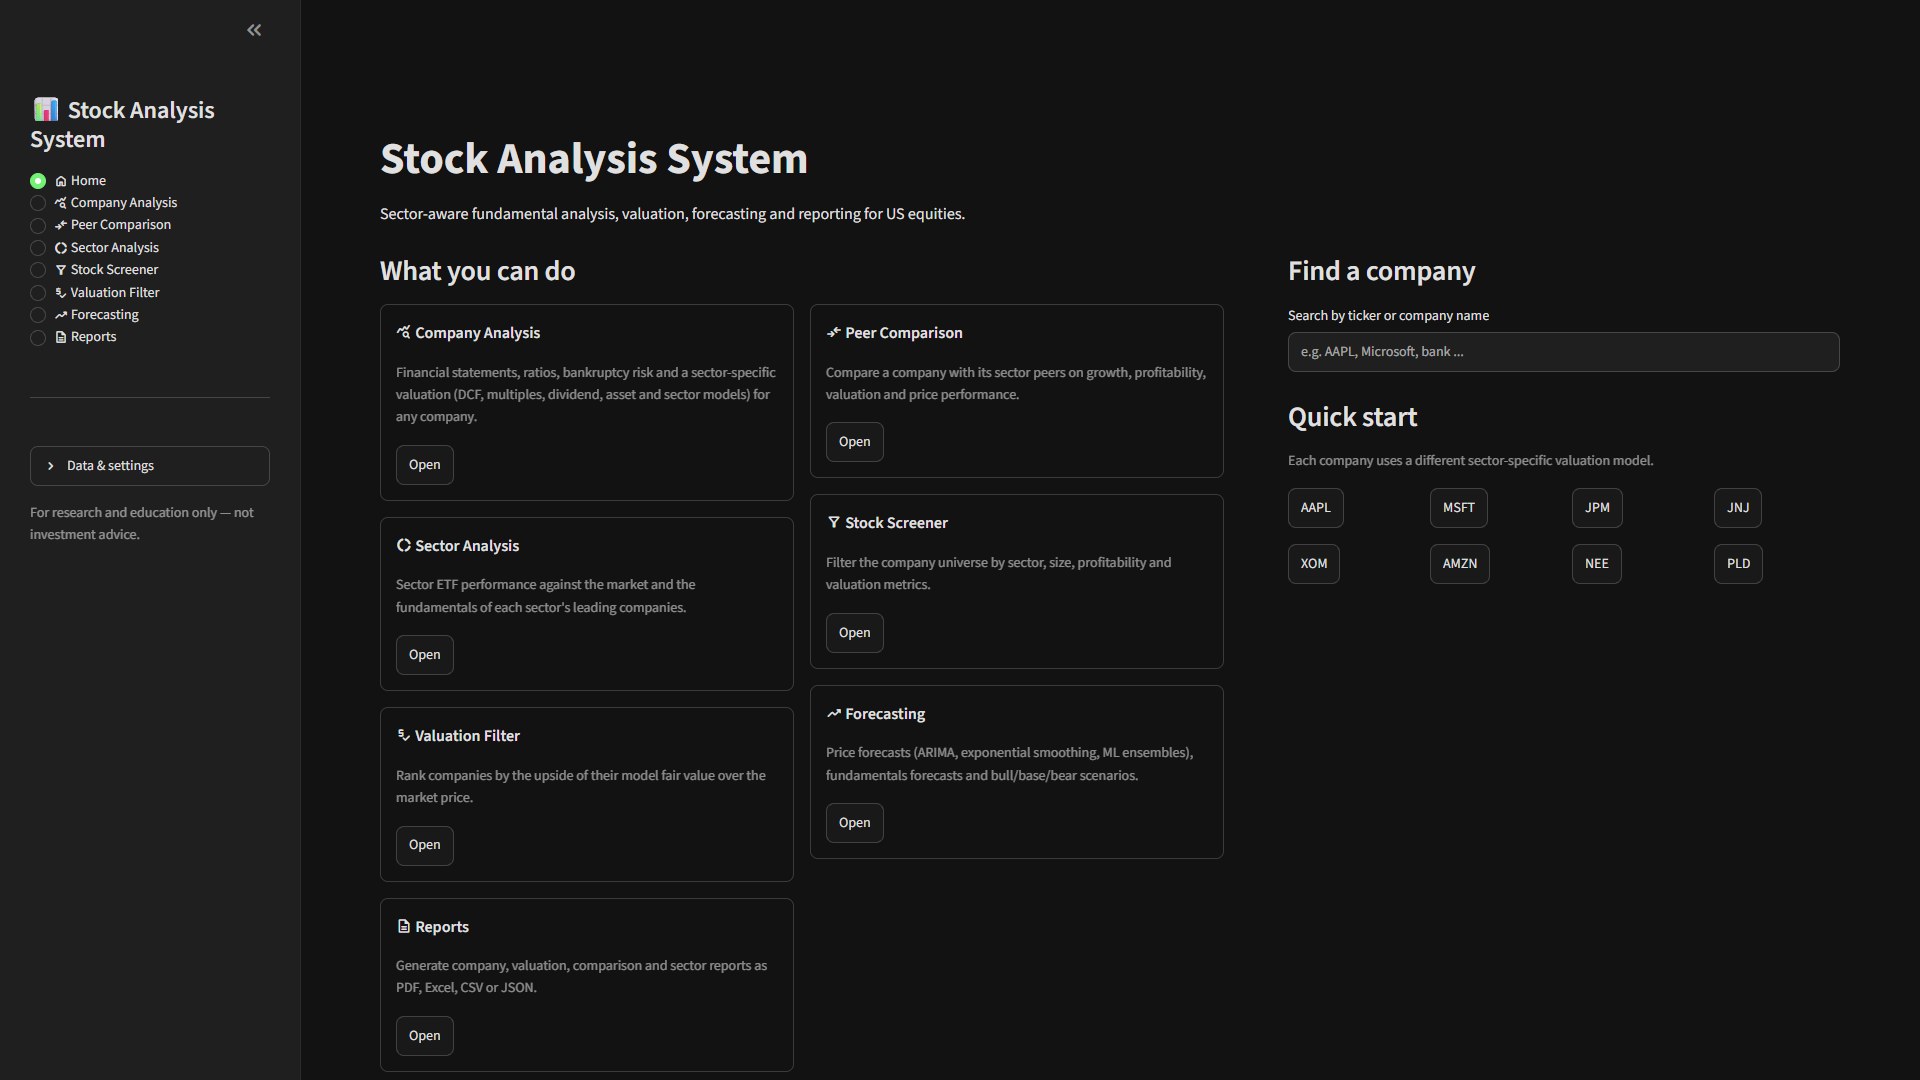 Stock Analysis
System
Home
Company Analysis
Peer Comparison
Sector Analysis
Stock Screener
Valuation Filter
Forecasting
Reports
Data & settings
For research and education only — not
investment advice.
Stock Analysis System
Sector-aware fundamental analysis, valuation, forecasting and reporting for US equities.
What you can do
Company Analysis
Financial statements, ratios, bankruptcy risk and a sector-specific
valuation (DCF, multiples, dividend, asset and sector models) for
any company.
Open
Peer Comparison
Compare a company with its sector peers on growth, profitability,
valuation and price performance.
Open
Sector Analysis
Sector ETF performance against the market and the
fundamentals of each sector's leading companies.
Open
Stock Screener
Filter the company universe by sector, size, profitability and
valuation metrics.
Open
Valuation Filter
Rank companies by the upside of their model fair value over the
market price.
Open
Forecasting
Price forecasts (ARIMA, exponential smoothing, ML ensembles),
fundamentals forecasts and bull/base/bear scenarios.
Open
Reports
Generate company, valuation, comparison and sector reports as
PDF, Excel, CSV or JSON.
Open
Find a company
Search by ticker or company name
e.g. AAPL, Microsoft, bank ...
Quick start
Each company uses a different sector-specific valuation model.
AAPL MSFT JPM JNJ
XOM AMZN NEE PLD